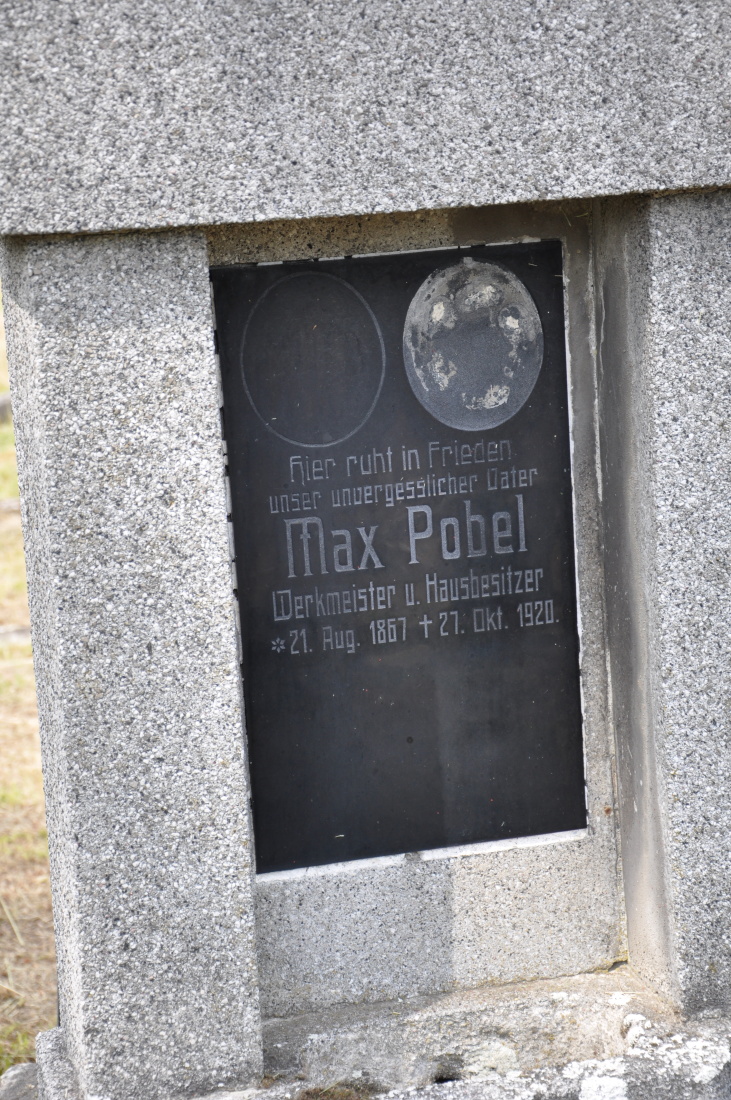 Hier ruht in Frieden
unser unvergesslicher Vater
Max Pobel
Werkmeister u. Hausbesitzer
* 21. Aug. 1867 † 27. Okt. 1920.